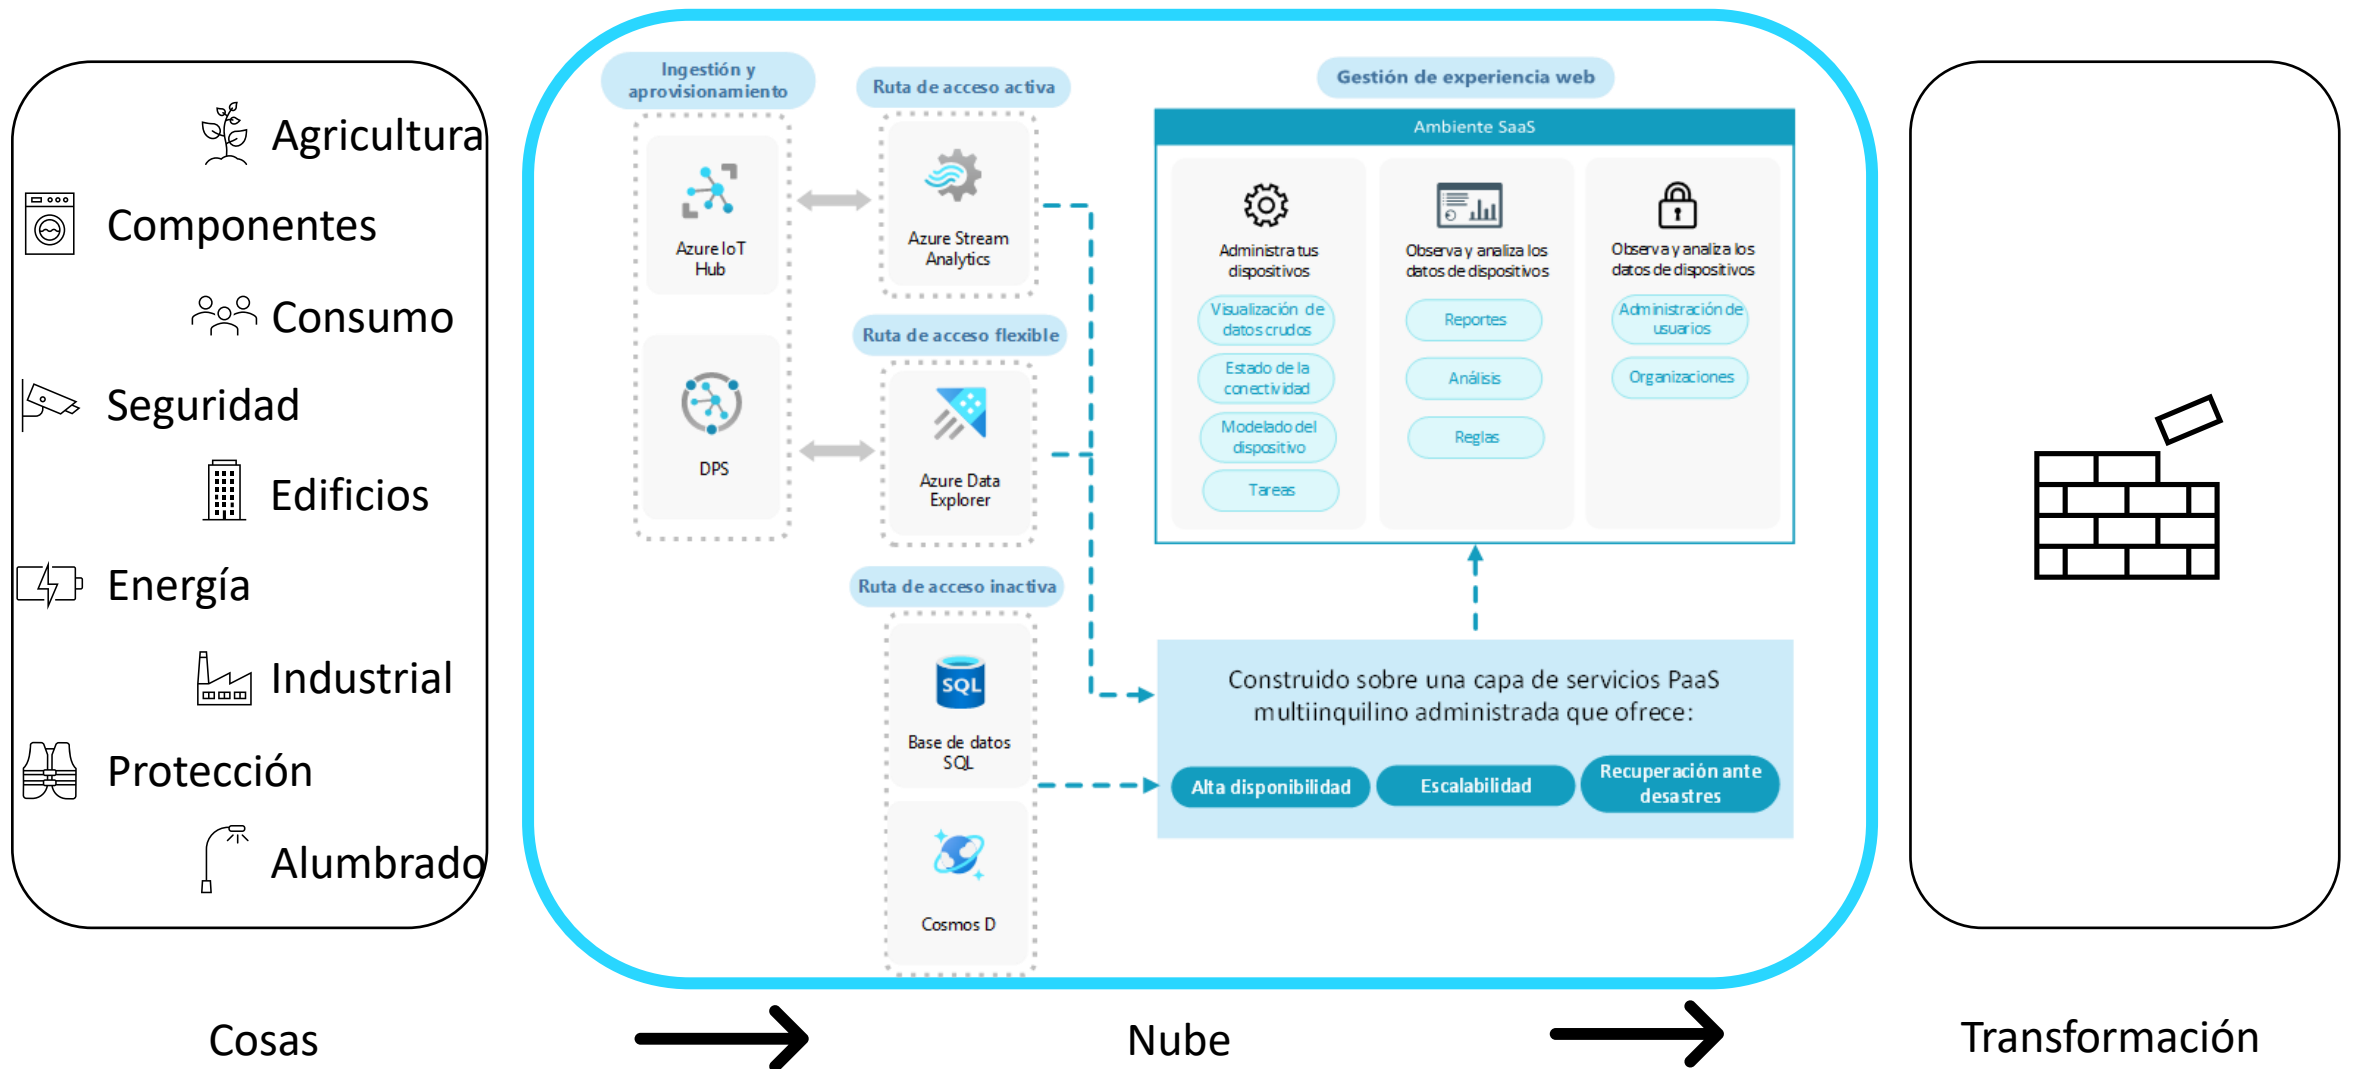 Agricultura
Componentes
Consumo
Seguridad
Edificios
Energía
Industrial
Protección
Alumbrado
Ingestión y
aprovisionamiento
Azure IoT
Hub
DPS
Ruta de acceso activa
Azure Stream
Analytics
Ruta de acceso flexible
Azure Data
Explorer
Ruta de acceso inactiva
SQL
Base de datos
SQL
Cosmos D
Gestión de experiencia web
Ambiente SaaS
Administra tus
dispositivos
Visualización de
datos crudos
Estado de la
conectividad
Modelado del
dispositivo
Tareas
Observa y analiza los
datos de dispositivos
Reportes
Análisis
Reglas
Observa y analiza los
datos de dispositivos
Administración de
usuarios
Organizaciones
Construido sobre una capa de servicios PaaS
multiinquilino administrada que ofrece:
Alta disponibilidad
Escalabilidad
Recuperación ante
desastres
Cosas
Nube
Transformación